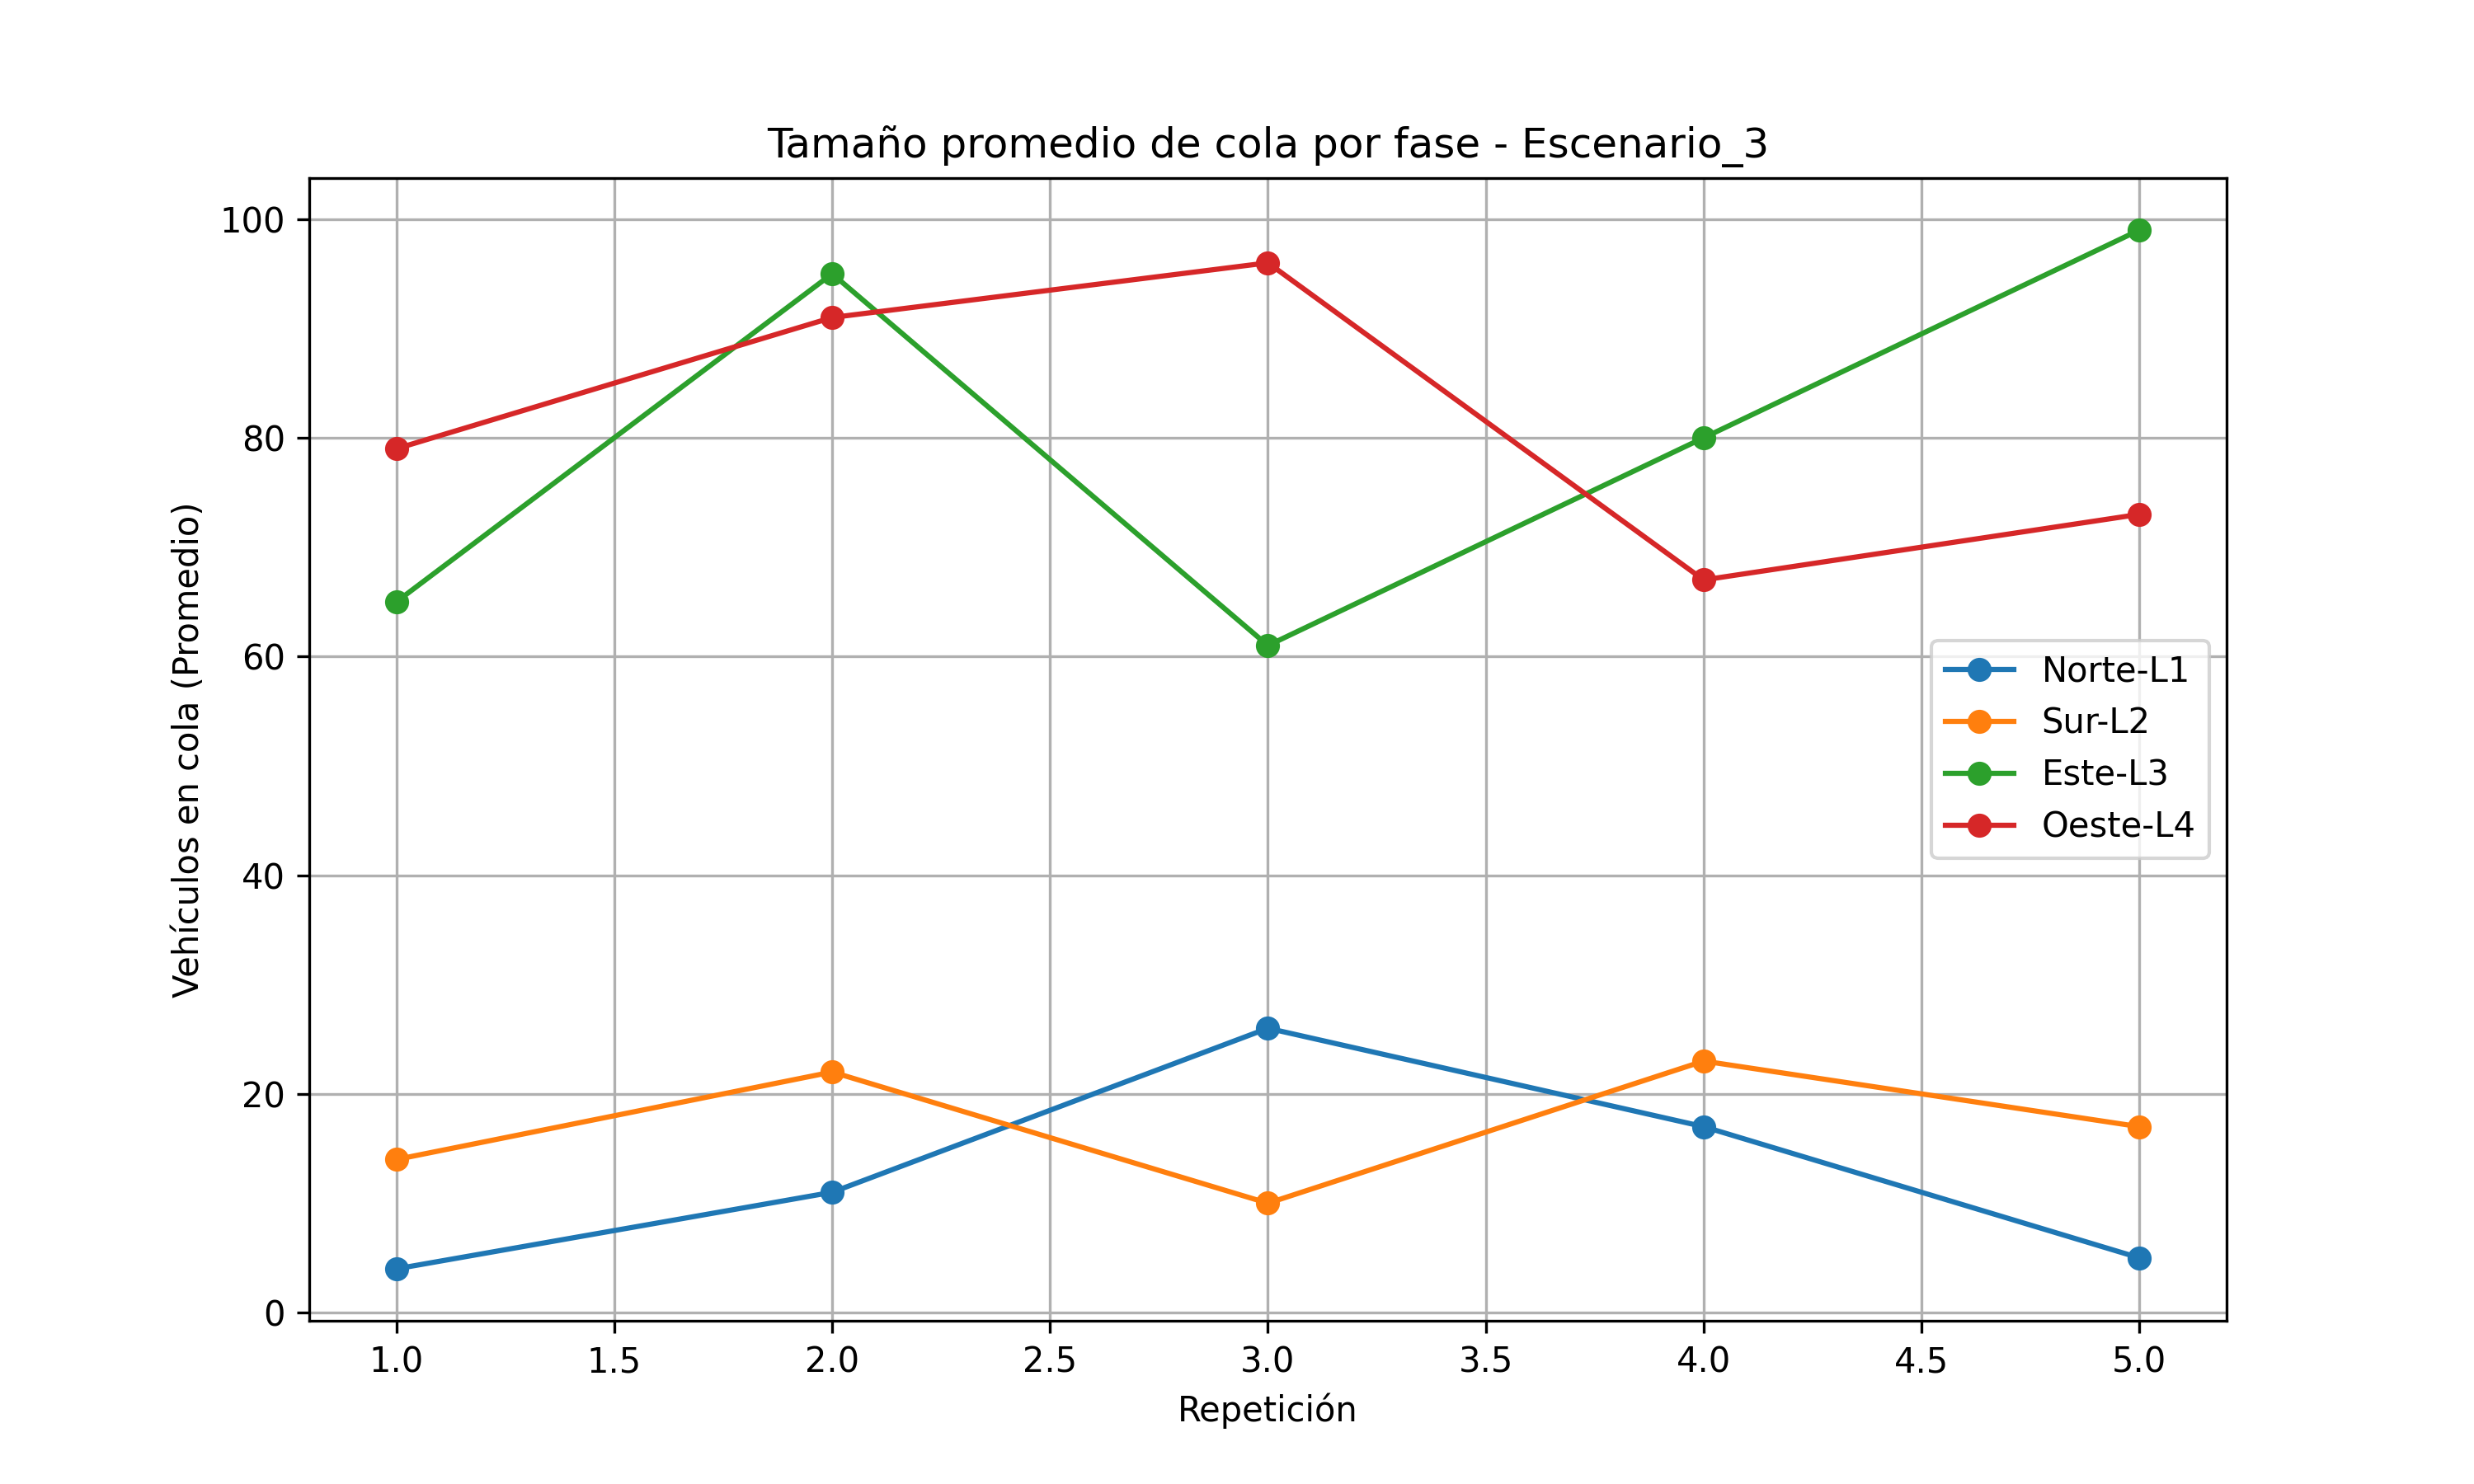 Tamaño promedio de cola por fase - Escenario_3
Vehículos en cola (Promedio)
100
80
60
40
20
0
Norte-L1
Sur-L2
Este-L3
Oeste-L4
1.0 1.5 2.0 2.5 3.0 3.5 4.0 4.5 5.0
Repetición